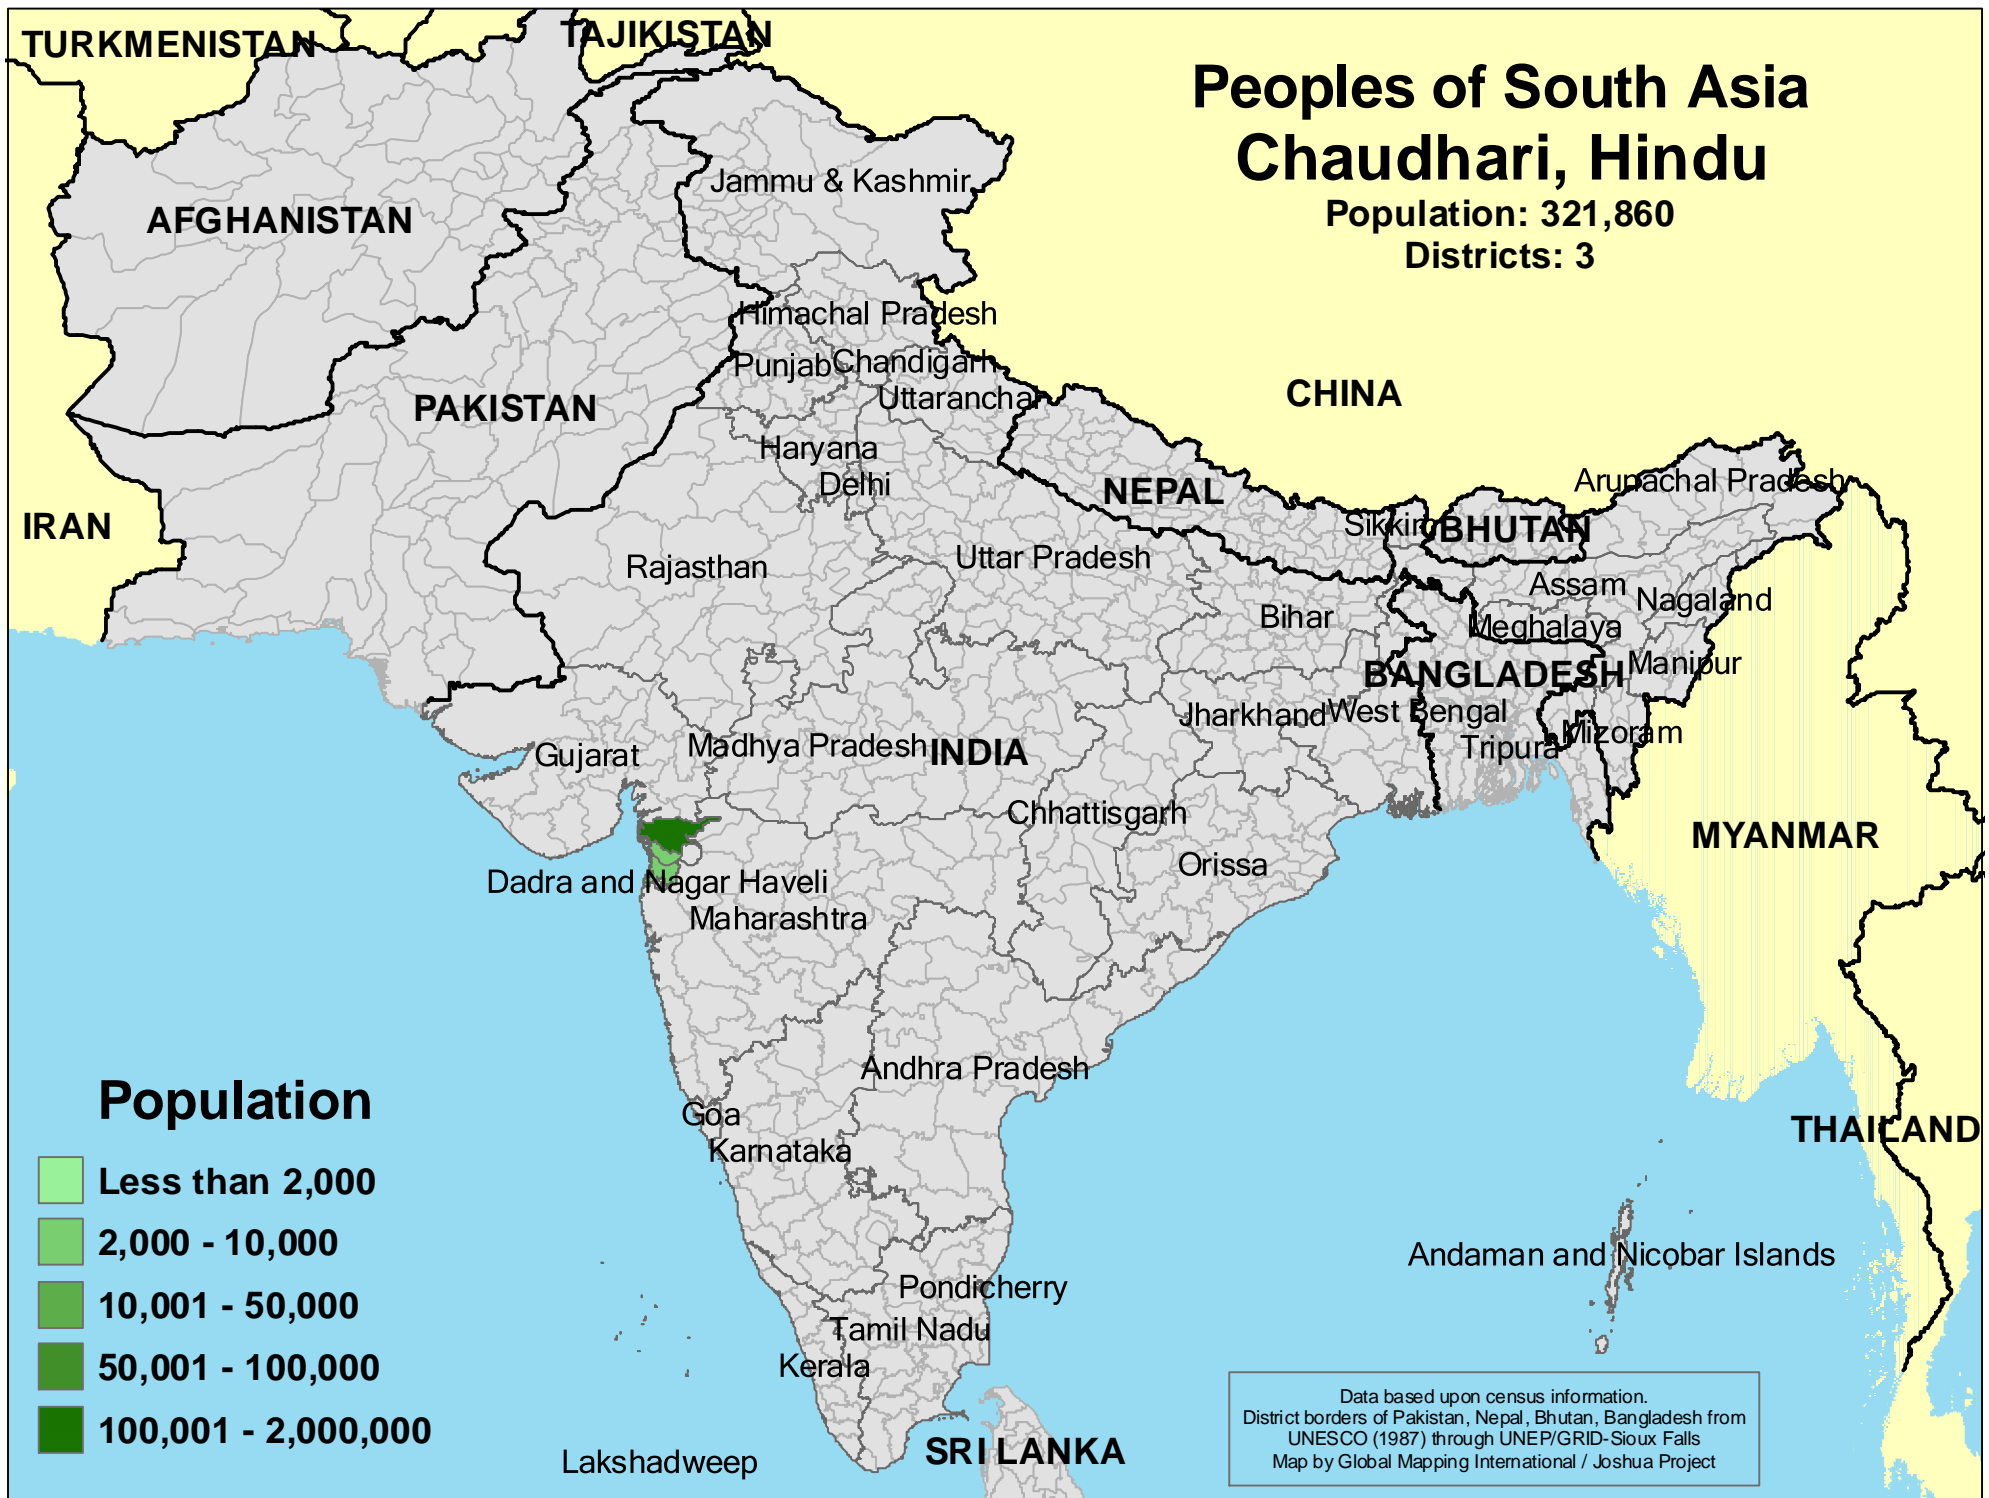 Peoples of South Asia
Chaudhari, Hindu
Population: 321,860
Districts: 3
TURKMENISTAN
TAJIKISTAN
Jammu & Kashmir
AFGHANISTAN
Himachal Pradesh
Punjab
Chandigarh
Uttaranchal
CHINA
PAKISTAN
Haryana
Delhi
NEPAL
Arunachal Pradesh
IRAN
Sikkim
BHUTAN
Rajasthan
Uttar Pradesh
Assam
Nagaland
Bihar
Meghalaya
BANGLADESH
Manipur
Jharkhand
West Bengal
Gujarat
Madhya Pradesh
INDIA
Tripura
Mizoram
Chhattisgarh
MYANMAR
Orissa
Dadra and Nagar Haveli
Maharashtra
Andhra Pradesh
Goa
Karnataka
THAILAND
Andaman and Nicobar Islands
Pondicherry
Tamil Nadu
Kerala
Lakshadweep
SRI LANKA
Population
Less than 2,000
2,000 - 10,000
10,001 - 50,000
50,001 - 100,000
100,001 - 2,000,000
Data based upon census information.
District borders of Pakistan, Nepal, Bhutan, Bangladesh from
UNESCO (1987) through UNEP/GRID-Sioux Falls
Map by Global Mapping International / Joshua Project